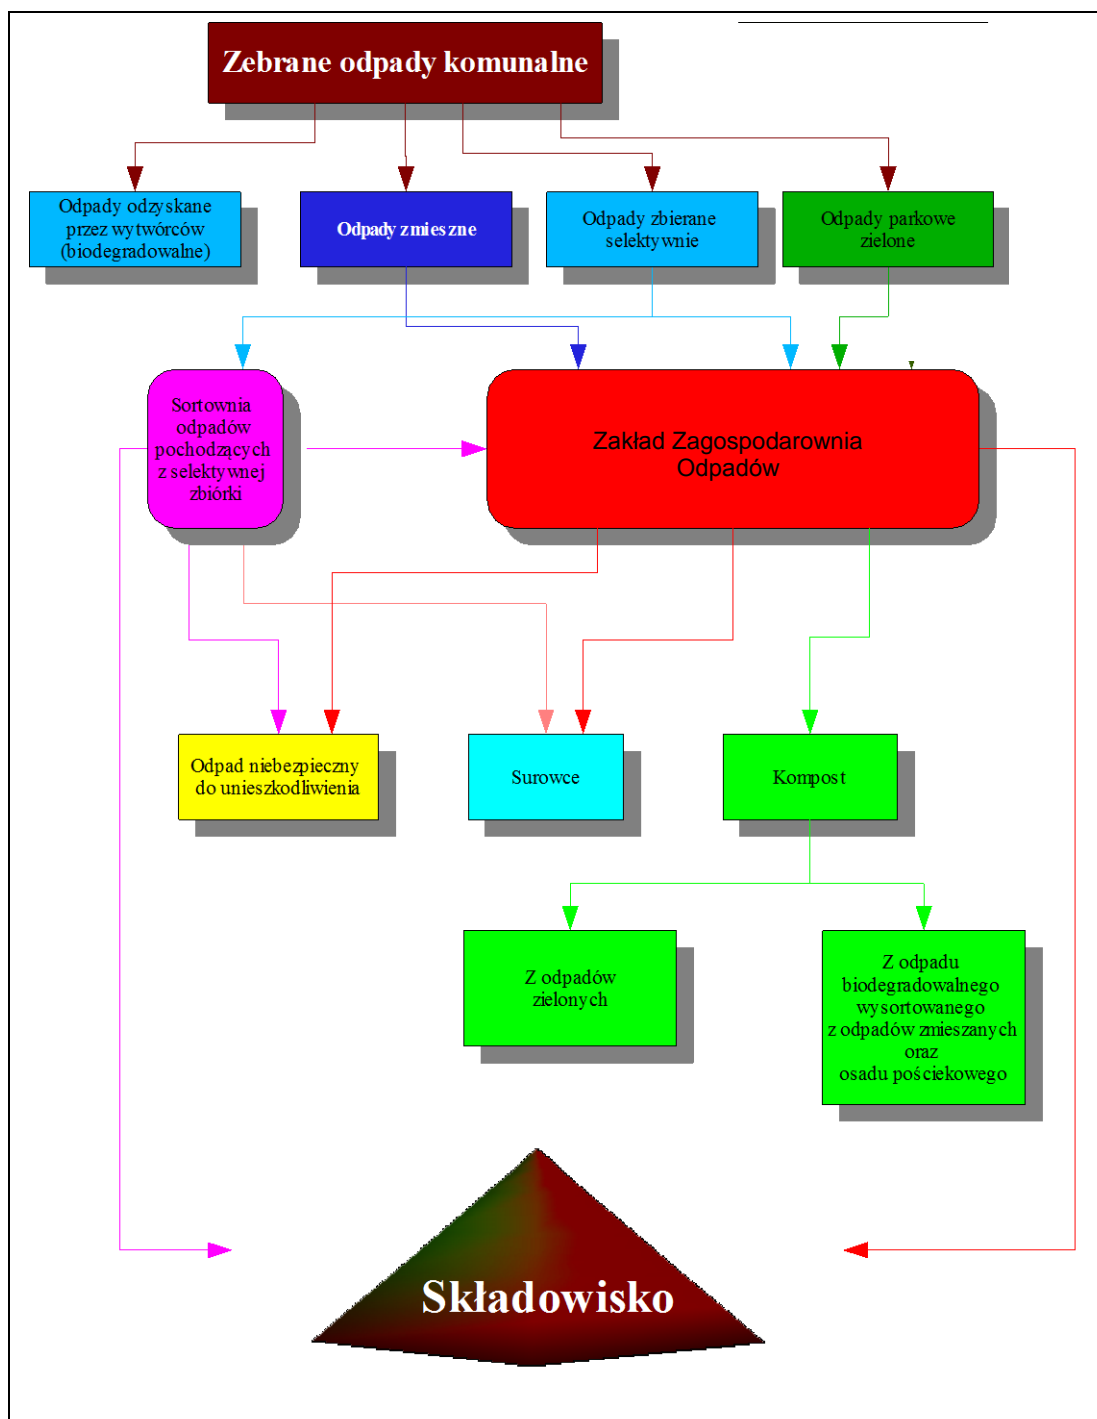 Zebrane odpady komunalne
Odpady odzyskane
przez wytwórców
(biodegradowalne)
Odpady zmieszne
Odpady zbierane
selektywnie
Odpady parkowe
zielone
Sortownia
odpadów
pochodzących
z selektywnej
zbiórki
Zakład Zagospodarownia
Odpadów
Odpad niebezpieczny
do unieszkodliwienia
Surowce
Kompost
Z odpadów
zielonych
Z odpadu
biodegradowalnego
wysortowanego
z odpadów zmieszanych
oraz
osadu pościekowego
Składowisko